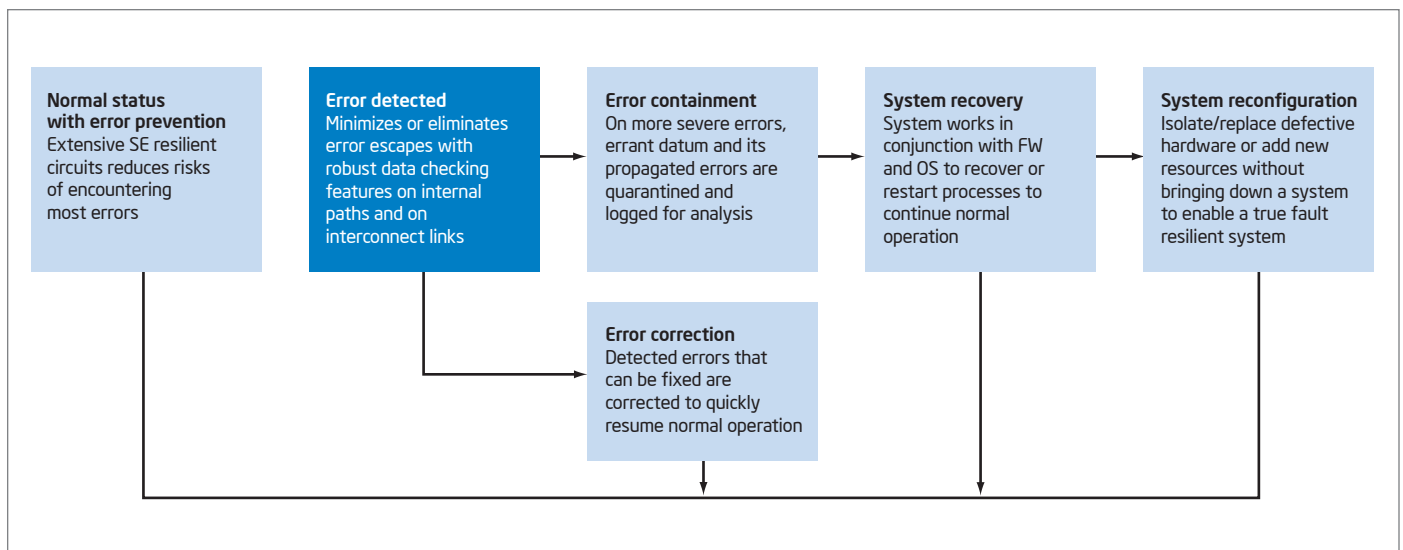 Normal status
with error prevention
Extensive SE resilient
circuits reduces risks
of encountering
most errors
Error detected
Minimizes or eliminates
error escapes with
robust data checking
features on internal
paths and on
interconnect links
Error containment
On more severe errors,
errant datum and its
propagated errors are
quarantined and
logged for analysis
System recovery
System works in
conjunction with FW
and OS to recover or
restart processes to
continue normal
operation
System reconfiguration
Isolate/replace defective
hardware or add new
resources without
bringing down a system
to enable a true fault
resilient system
Error correction
Detected errors that
can be fixed are
corrected to quickly
resume normal operation